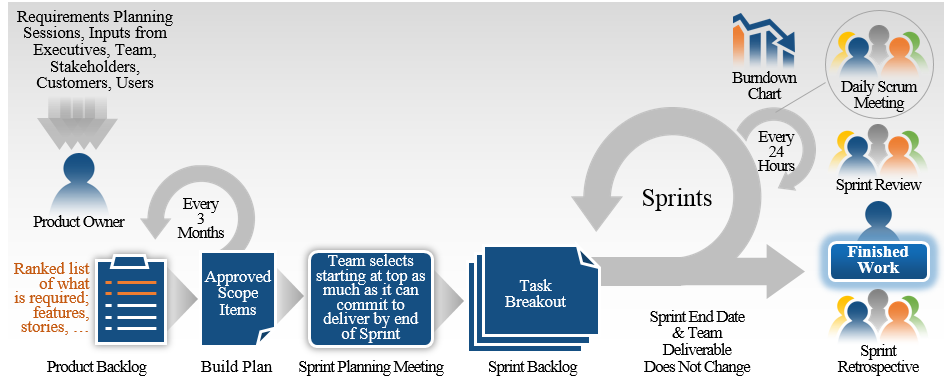 Requirements Planning
Sessions, Inputs from
Executives, Team,
Stakeholders,
Customers, Users
Product Owner
Every
3
Months
Ranked list
of what
is required;
features,
stories, …
Product Backlog
Approved
Scope
Items
Build Plan
Team selects
starting at top as
much as it can
commit to
deliver by end
of Sprint
Sprint Planning Meeting
Task
Breakout
Sprint Backlog
Sprints
Sprint End Date
& Team
Deliverable
Does Not Change
Burndown
Chart
Every
24
Hours
Daily Scrum
Meeting
Sprint Review
Finished
Work
Sprint
Retrospective